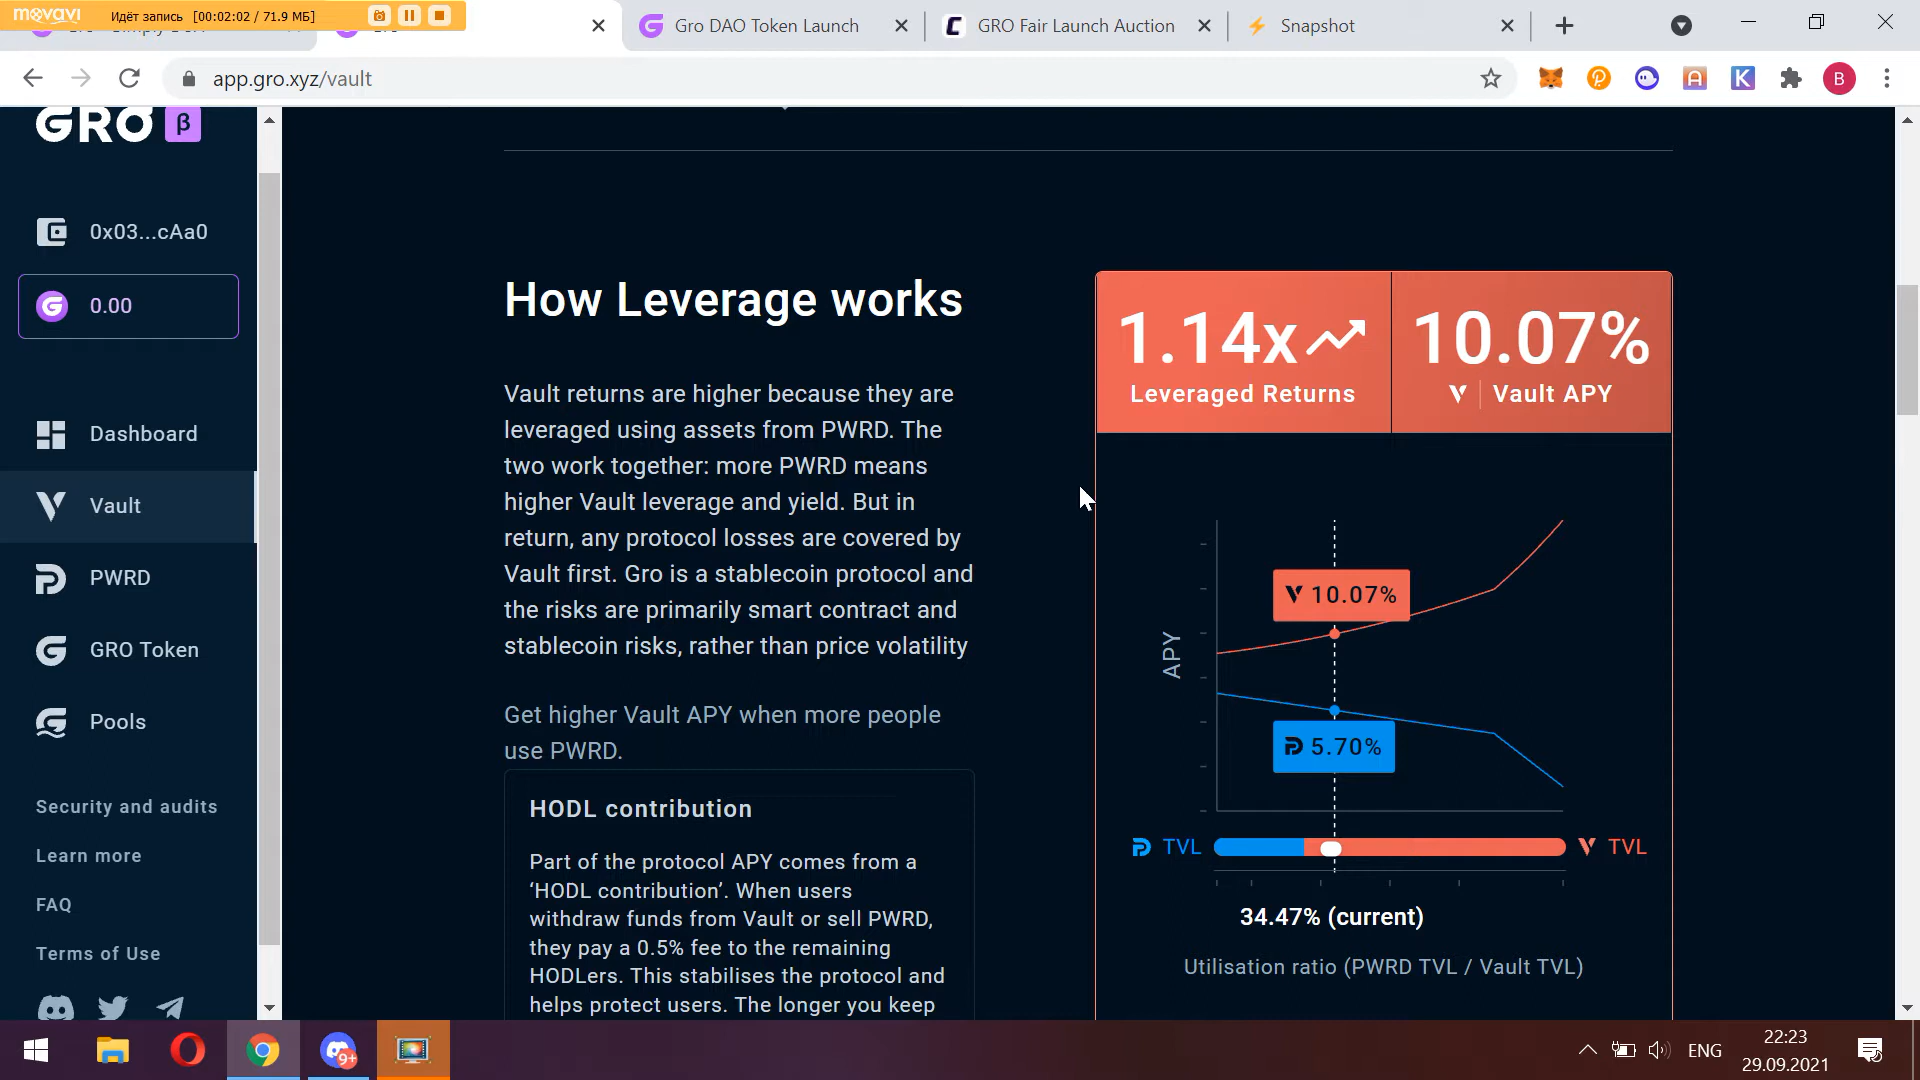 movavi
Идёт запись [00:02:02 / 71.9 МБ]
Gro DAO Token Launch
GRO Fair Launch Auction
Snapshot
app.gro.xyz/vault
B
GRO β
0x03...cAa0
0.00
Dashboard
Vault
PWRD
GRO Token
Pools
Security and audits
Learn more
FAQ
Terms of Use
How Leverage works
Vault returns are higher because they are
leveraged using assets from PWRD. The
two work together: more PWRD means
higher Vault leverage and yield. But in
return, any protocol losses are covered by
Vault first. Gro is a stablecoin protocol and
the risks are primarily smart contract and
stablecoin risks, rather than price volatility
Get higher Vault APY when more people
use PWRD.
HODL contribution
Part of the protocol APY comes from a
‘HODL contribution’. When users
withdraw funds from Vault or sell PWRD,
they pay a 0.5% fee to the remaining
HODLers. This stabilises the protocol and
helps protect users. The longer you keep
1.14x
Leveraged Returns
10.07%
Vault APY
APY
10.07%
5.70%
TVL
TVL
34.47% (current)
Utilisation ratio (PWRD TVL / Vault TVL)
9+
ENG
22:23
29.09.2021